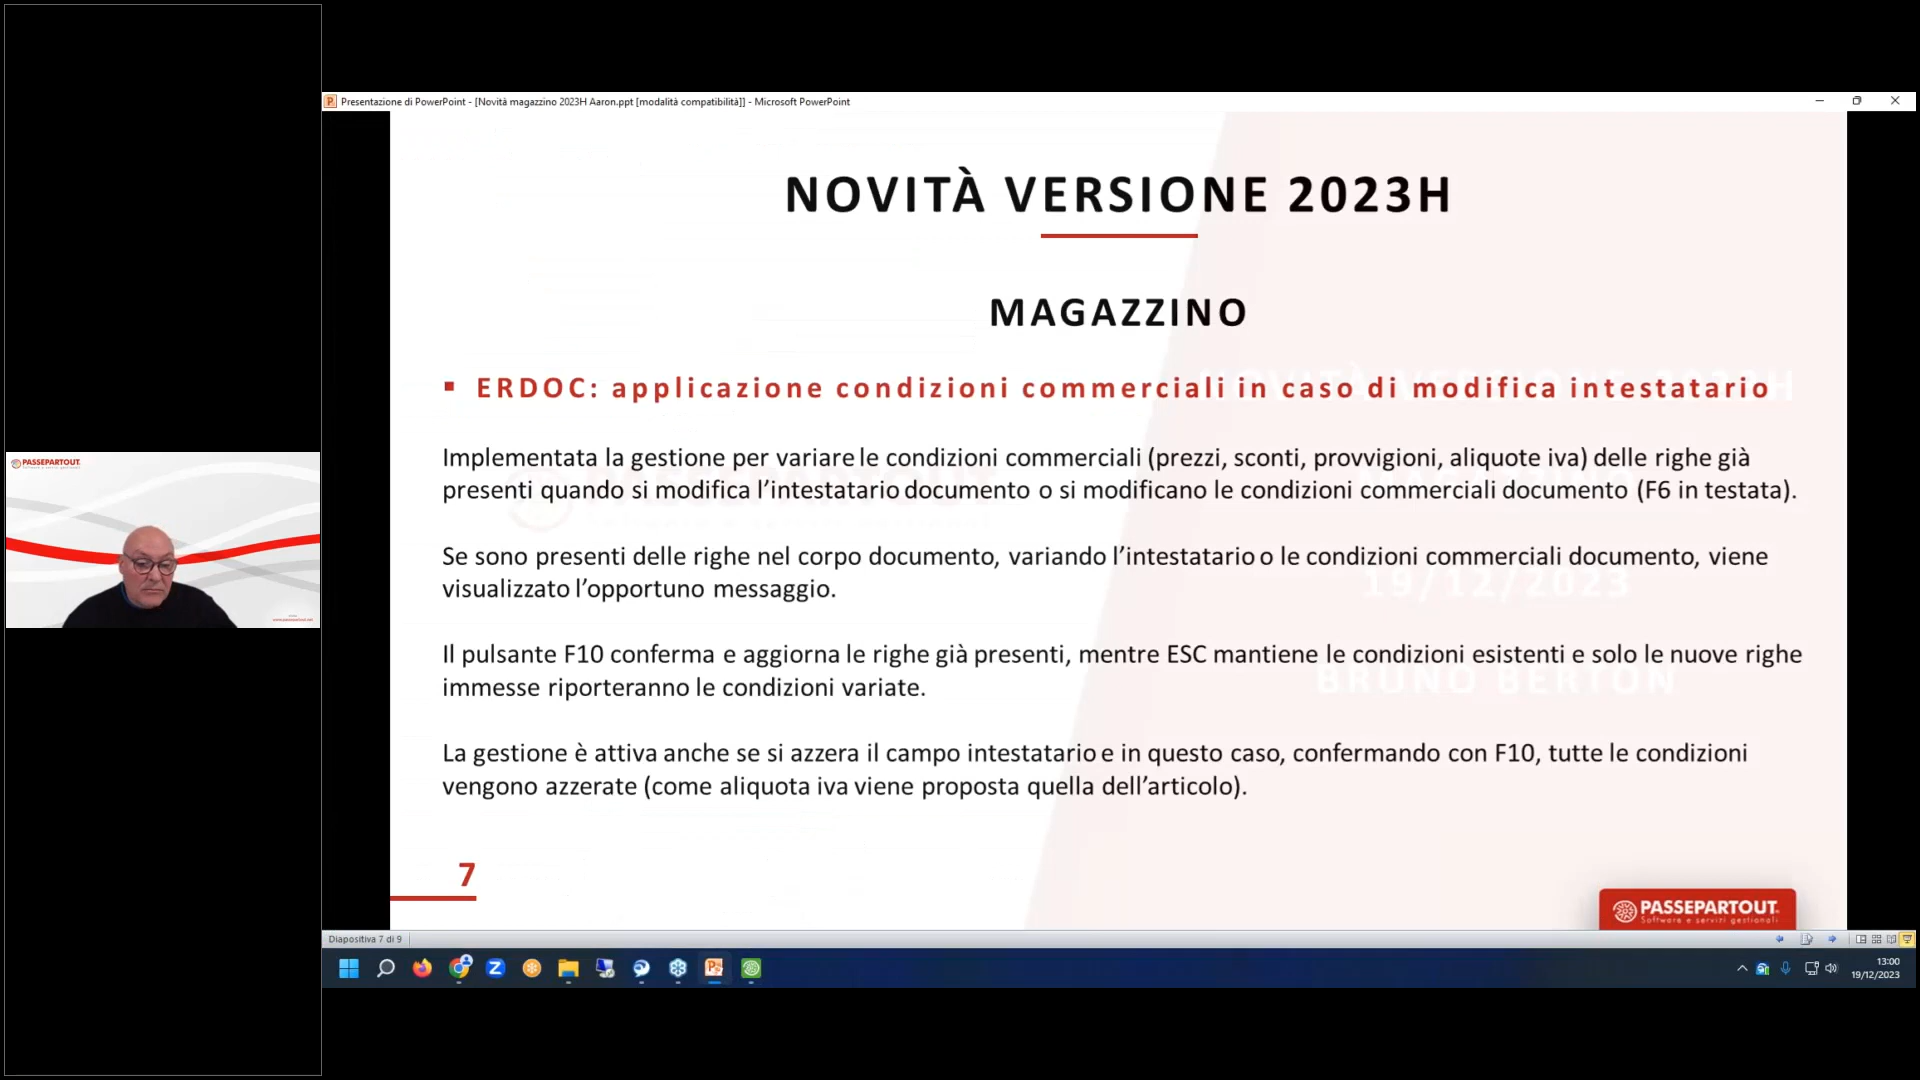 Presentazione di PowerPoint - [Novità magazzino 2023H Aaron.ppt [modalità compatibilità]] - Microsoft PowerPoint
NOVITÀ VERSIONE 2023H
MAGAZZINO
▪ ERDOC: applicazione condizioni commerciali in caso di modifica intestatario
Implementata la gestione per variare le condizioni commerciali (prezzi, sconti, provvigioni, aliquote iva) delle righe già
presenti quando si modifica l’intestatario documento o si modificano le condizioni commerciali documento (F6 in testata).
Se sono presenti delle righe nel corpo documento, variando l’intestatario o le condizioni commerciali documento, viene
visualizzato l’opportuno messaggio.
19/12/2023
Il pulsante F10 conferma e aggiorna le righe già presenti, mentre ESC mantiene le condizioni esistenti e solo le nuove righe
immesse riporteranno le condizioni variate.
BRUNO BERTON
La gestione è attiva anche se si azzera il campo intestatario e in questo caso, confermando con F10, tutte le condizioni
vengono azzerate (come aliquota iva viene proposta quella dell’articolo).
7
PASSEPARTOUT
Software e servizi gestionali
Diapositiva 7 di 9
13:00
19/12/2023
PASSEPARTOUT